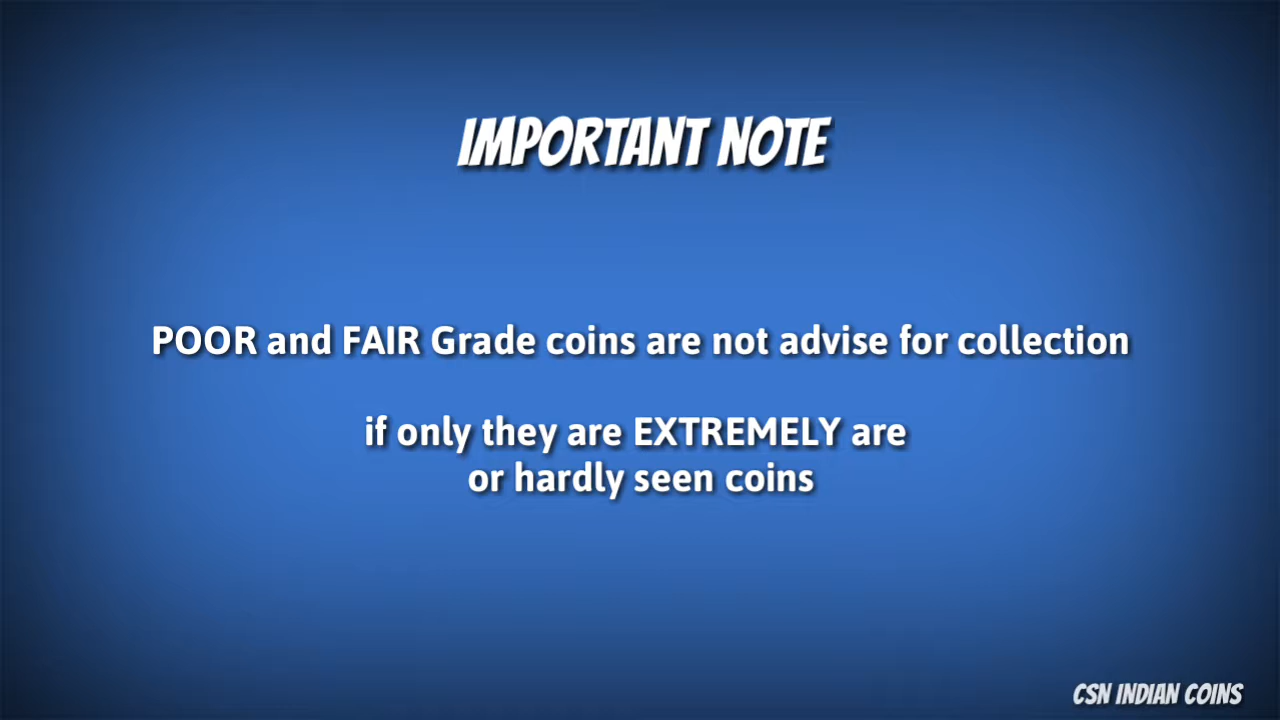 IMPORTANT NOTE
POOR and FAIR Grade coins are not advise for collection
if only they are EXTREMELY are
or hardly seen coins
CSN INDIAN COINS